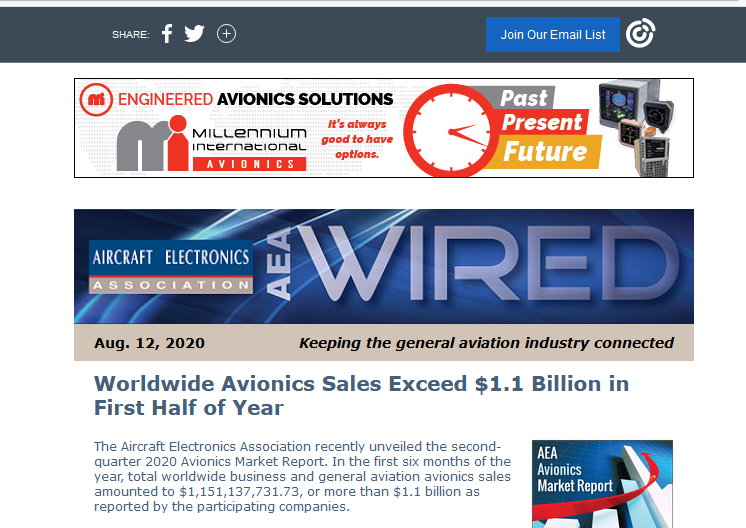 SHARE:
Join Our Email List
ENGINEERED AVIONICS SOLUTIONS
mi MILLENNIUM
INTERNATIONAL
AVIONICS
It's always
good to have
options.
Past
Present
Future
AIRCRAFT ELECTRONICS
ASSOCIATION
AEA
WIRED
Aug. 12, 2020
Keeping the general aviation industry connected
Worldwide Avionics Sales Exceed $1.1 Billion in
First Half of Year
The Aircraft Electronics Association recently unveiled the second-
quarter 2020 Avionics Market Report. In the first six months of the
year, total worldwide business and general aviation avionics sales
amounted to $1,151,137,731.73, or more than $1.1 billion as
reported by the participating companies.
AEA
Avionics
Market Report